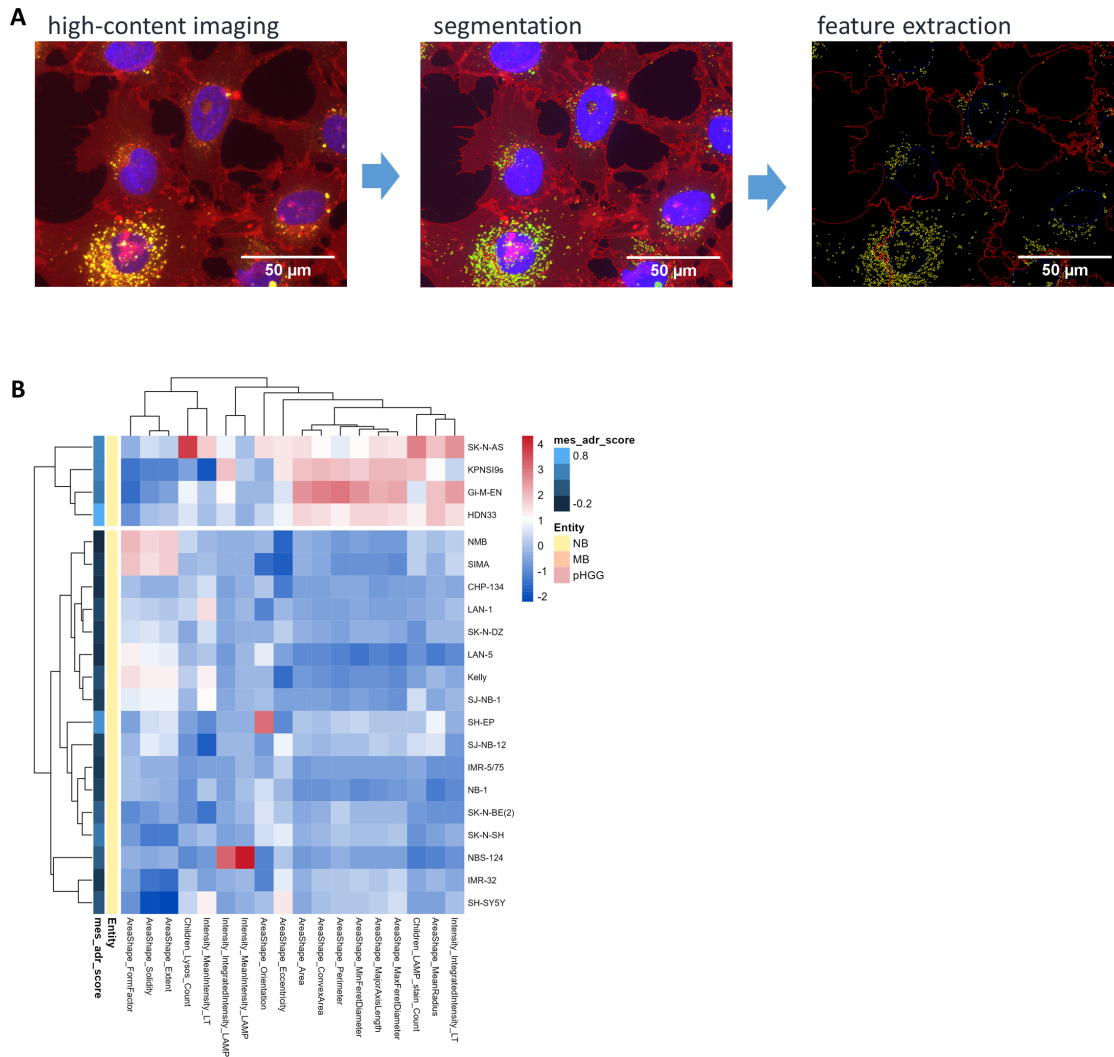 A
high-content imaging
segmentation
feature extraction
50 µm
50 µm
50 µm
B
SK-N-AS
KPNSI9s
Gi-M-EN
HDN33
NMB
SIMA
CHP-134
LAN-1
SK-N-DZ
LAN-5
Kelly
SJ-NB-1
SH-EP
SJ-NB-12
IMR-5/75
NB-1
SK-N-BE(2)
SK-N-SH
NBS-124
IMR-32
SH-SY5Y
4
3
2
1
0
-1
-2
mes_adr_score
0.8
-0.2
Entity
NB
MB
pHGG
mes_adr_score
Entity
AreaShape_FormFactor
AreaShape_Solidity
AreaShape_Extent
Children_Lysos_Count
Intensity_MeanIntensity_LT
Intensity_IntegratedIntensity_LAMP
Intensity_MeanIntensity_LAMP
AreaShape_Orientation
AreaShape_Eccentricity
AreaShape_Area
AreaShape_ConvexArea
AreaShape_Perimeter
AreaShape_MinFeretDiameter
AreaShape_MajorAxisLength
AreaShape_MaxFeretDiameter
Children_LAMP_stain_Count
AreaShape_MeanRadius
Intensity_IntegratedIntensity_LT